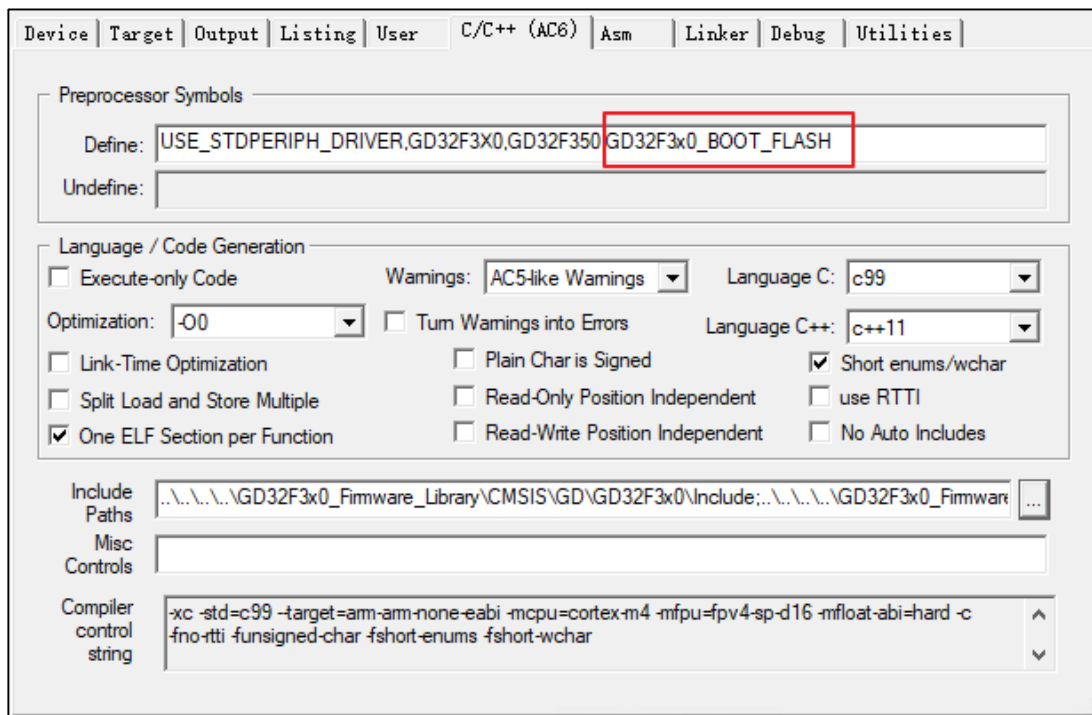 Device Target Output Listing User C/C++ (AC6) Asm Linker Debug Utilities
Preprocessor Symbols
Define: USE_STDPERIPH_DRIVER,GD32F3X0,GD32F350,GD32F3x0_BOOT_FLASH
Undefine:
Language / Code Generation
Execute-only Code Warnings: AC5-like Warnings Language C: c99
Optimization: -O0 Turn Warnings into Errors Language C++: c++11
Link-Time Optimization Plain Char is Signed Short enums/wchar
Split Load and Store Multiple Read-Only Position Independent use RTTI
One ELF Section per Function Read-Write Position Independent No Auto Includes
Include
Paths
..\..\..\..\GD32F3x0_Firmware_Library\CMSIS\GD\GD32F3x0\Include;..\..\..\..\GD32F3x0_Firmware ...
Misc
Controls
Compiler
control
string
-xc -std=c99 --target=arm-arm-none-eabi -mcpu=cortex-m4 -mfpu=fpv4-sp-d16 -mfloat-abi=hard -c
-fno-rtti -funsigned-char -fshort-enums -fshort-wchar